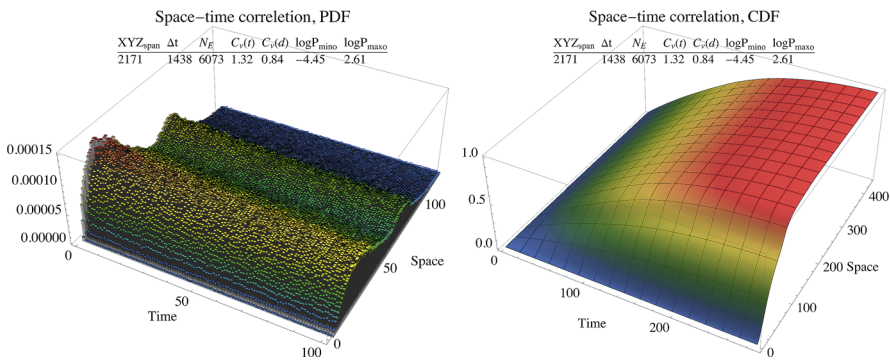 Space–time correletion, PDF
XYZspan Δt NE Cv(t) Cv(d) logPmino logPmaxo
2171 1438 6073 1.32 0.84 −4.45 2.61
0.00015
0.00010
0.00005
0.00000
0
50
100
Time
0
50
100
Space
Space–time correlation, CDF
XYZspan Δt NE Cv(t) Cv(d) logPmino logPmaxo
2171 1438 6073 1.32 0.84 −4.45 2.61
1.0
0.5
0.0
0
100
200
Time
0
100
200
300
400
Space